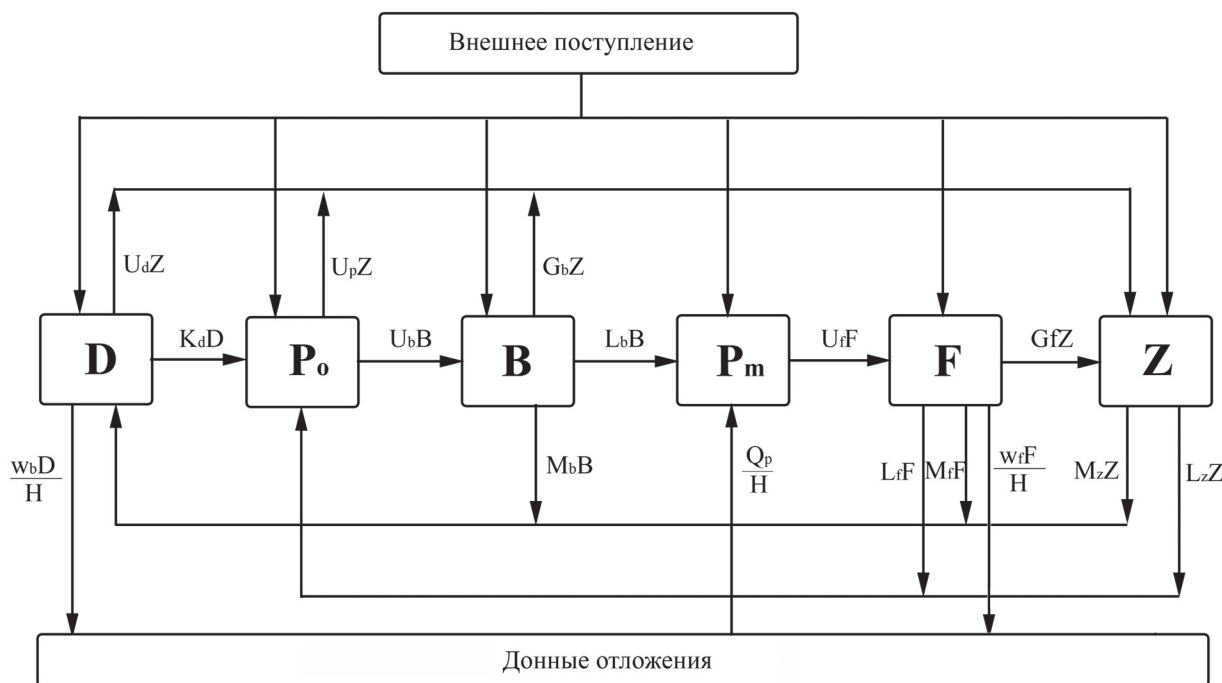 Внешнее поступление
UdZ
UpZ
GbZ
D
KdD
Po
UbB
B
LbB
Pm
UfF
F
GfZ
Z
wbD
H
MbB
Qp
H
LfF
MfF
wfF
H
MzZ
LzZ
Донные отложения